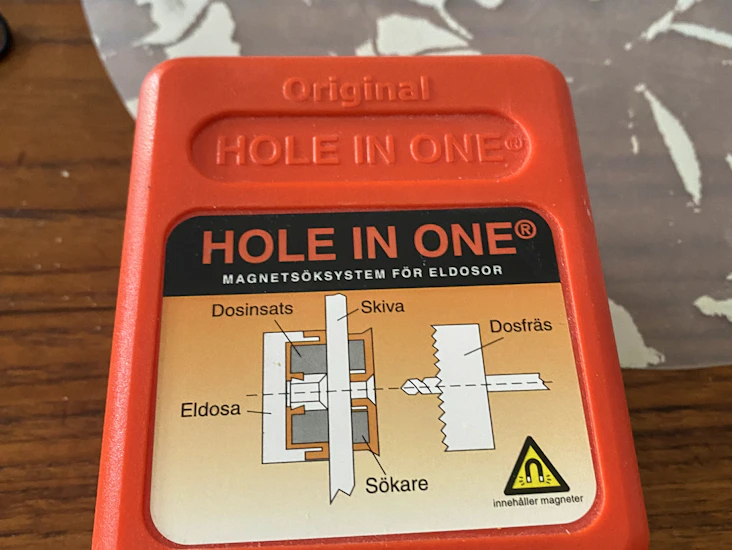 Original
HOLE IN ONE®
HOLE IN ONE®
MAGNETSÖKSYSTEM FÖR ELDOSOR
Dosinsats
Skiva
Dosfräs
Eldosa
Sökare
innehåller magneter